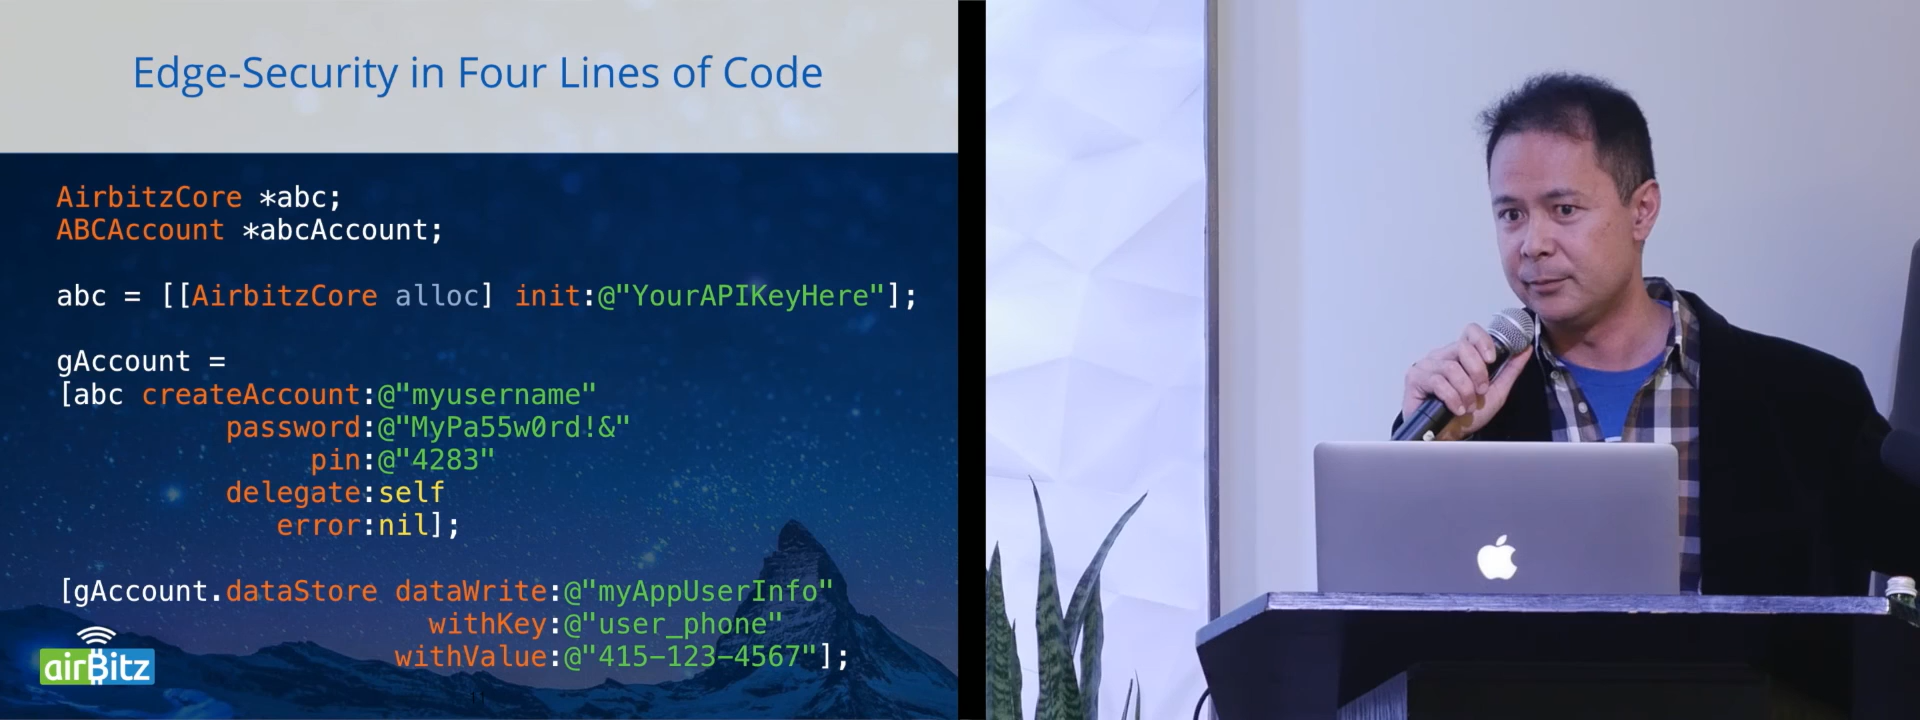 Edge-Security in Four Lines of Code
AirbitzCore *abc;
ABCAccount *abcAccount;
abc = [[AirbitzCore alloc] init:@"YourAPIKeyHere"];
gAccount =
[abc createAccount:@"myusername"
password:@"MyPa55w0rd!&"
pin:@"4283"
delegate:self
error:nil];
[gAccount.dataStore dataWrite:@"myAppUserInfo"
withKey:@"user_phone"
withValue:@"415-123-4567"];
airBitz